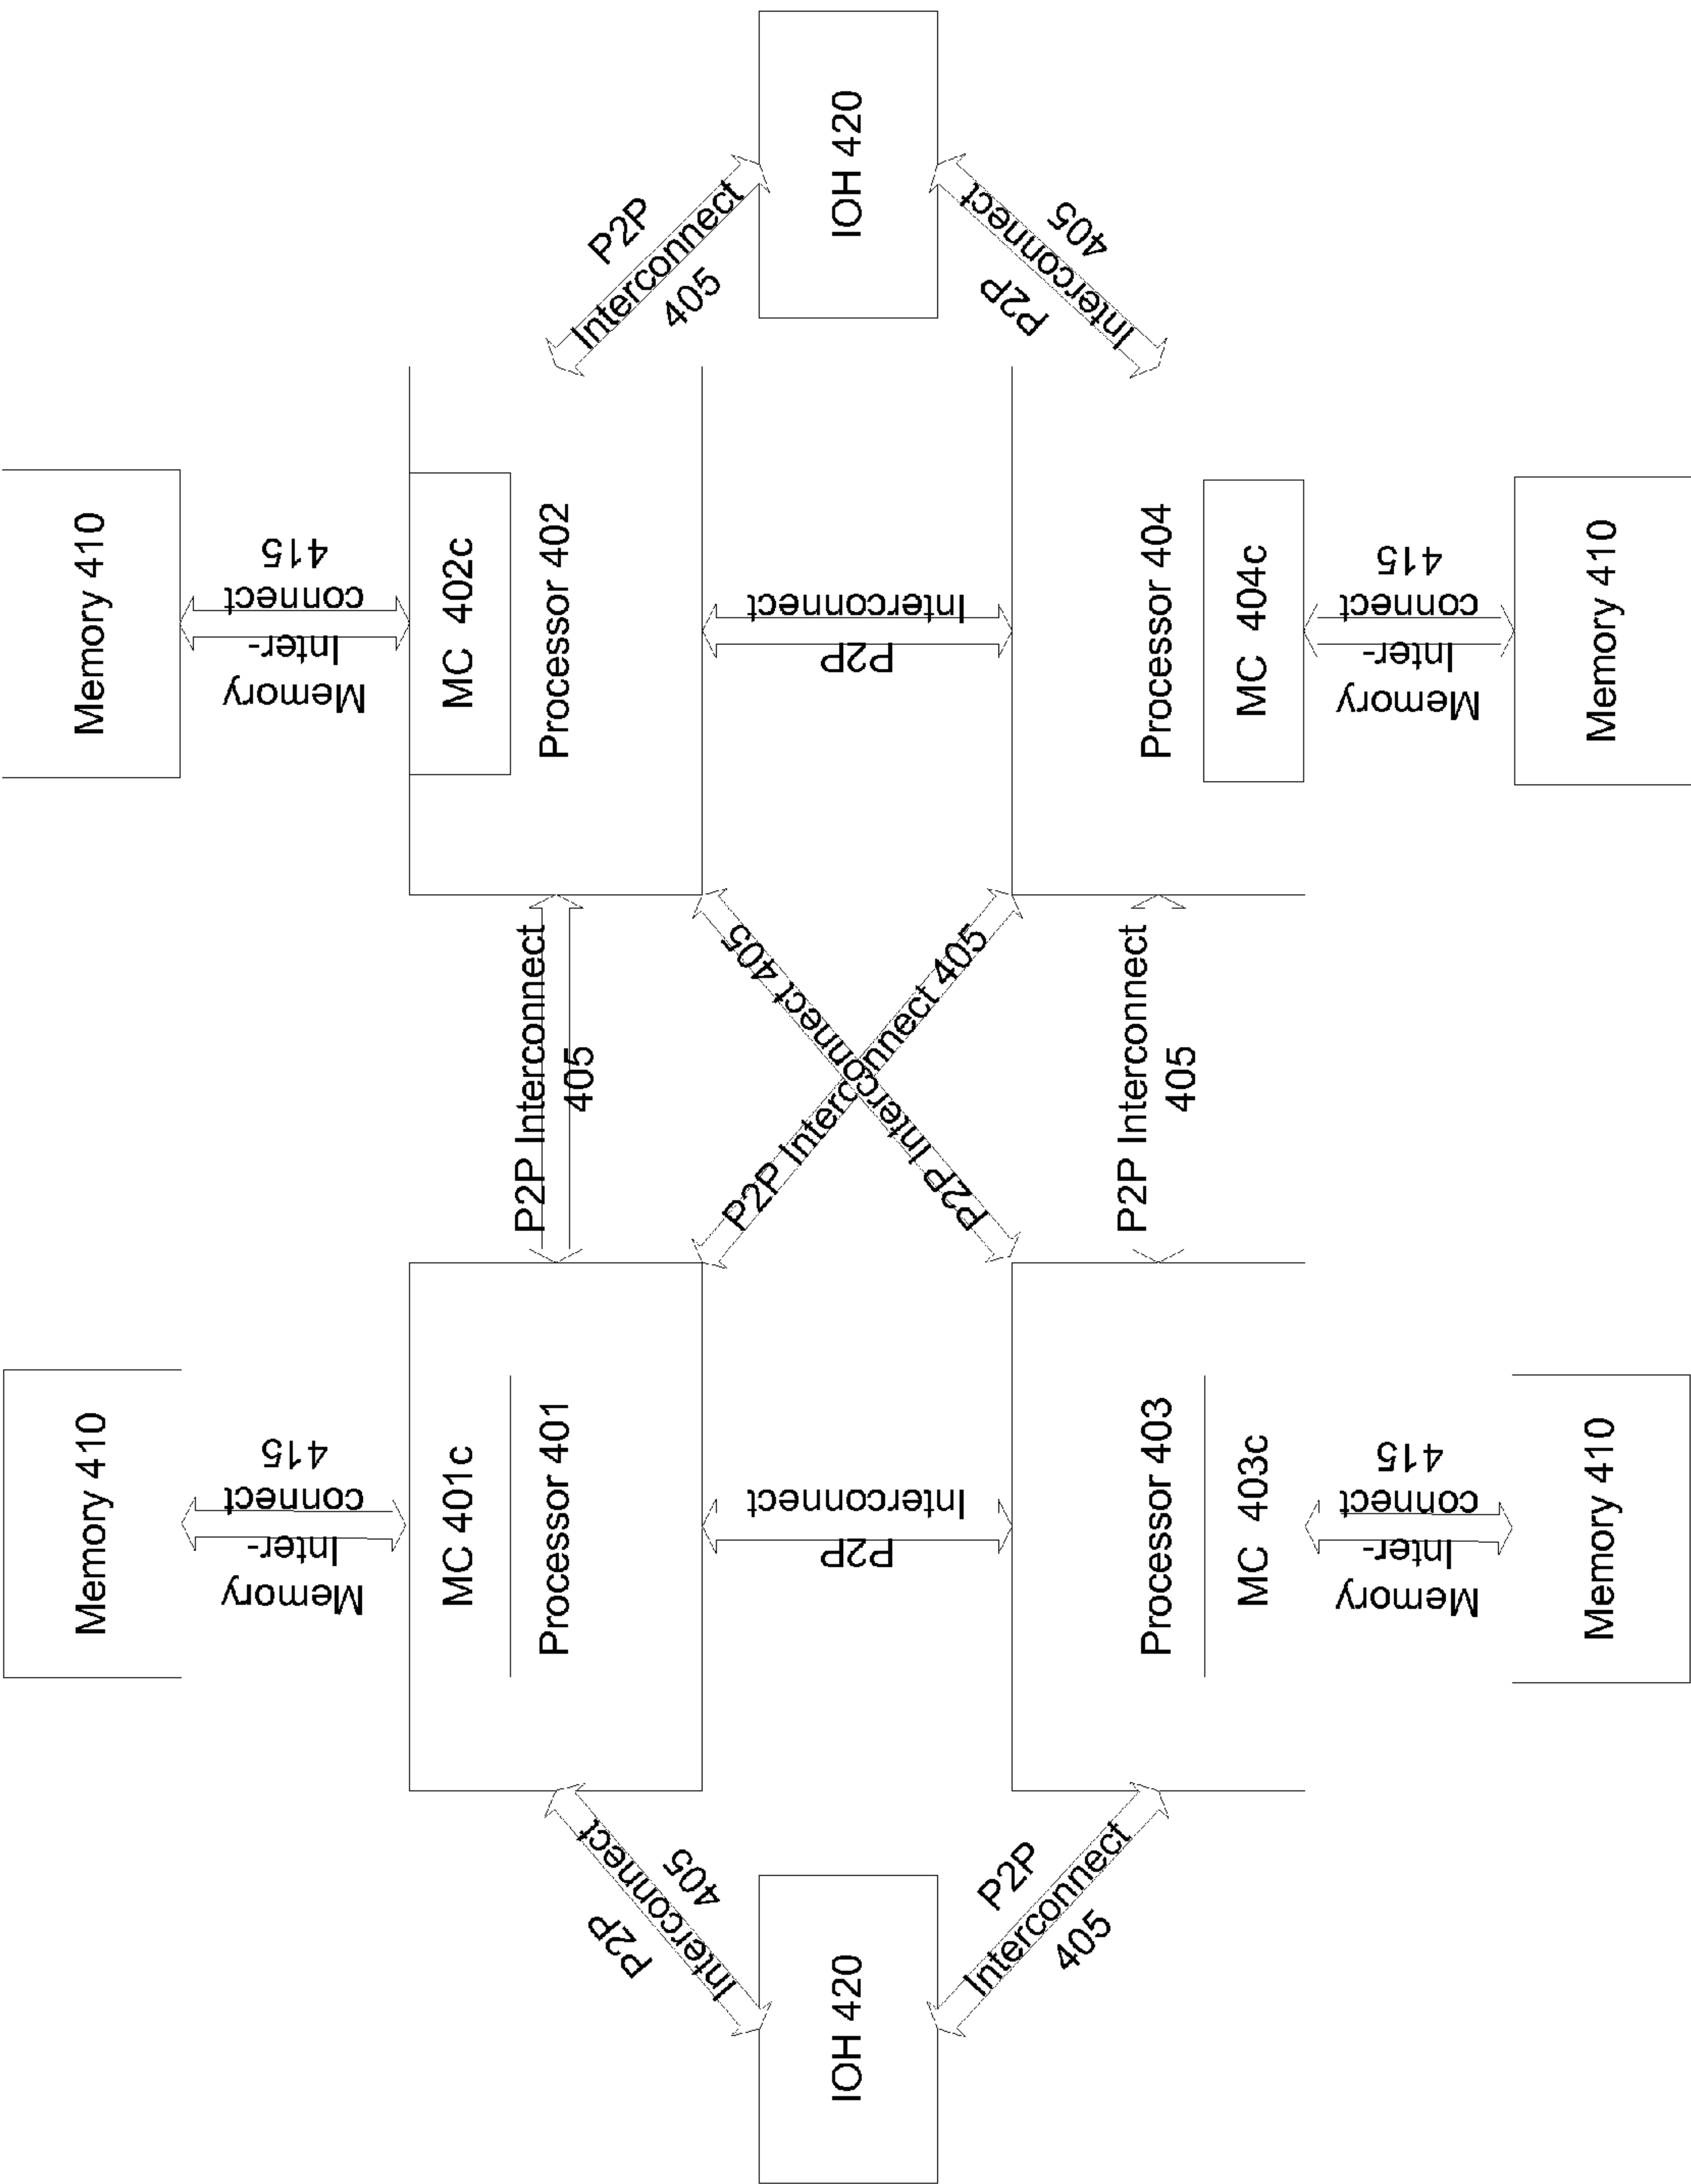 Memory 410
Memory 410
Memory
Inter-
connect
415
Memory
Inter-
connect
415
MC 401c
MC 402c
Processor 401
P2P Interconnect
405
Processor 402
P2P
Interconnect
405
P2P
Interconnect
405
IOH 420
P2P
Interconnect
P2P Interconnect 405
P2P Interconnect 405
P2P
Interconnect
IOH 420
P2P
Interconnect
405
P2P
Interconnect
405
Processor 403
P2P Interconnect
405
Processor 404
MC 403c
MC 404c
Memory
Inter-
connect
415
Memory
Inter-
connect
415
Memory 410
Memory 410